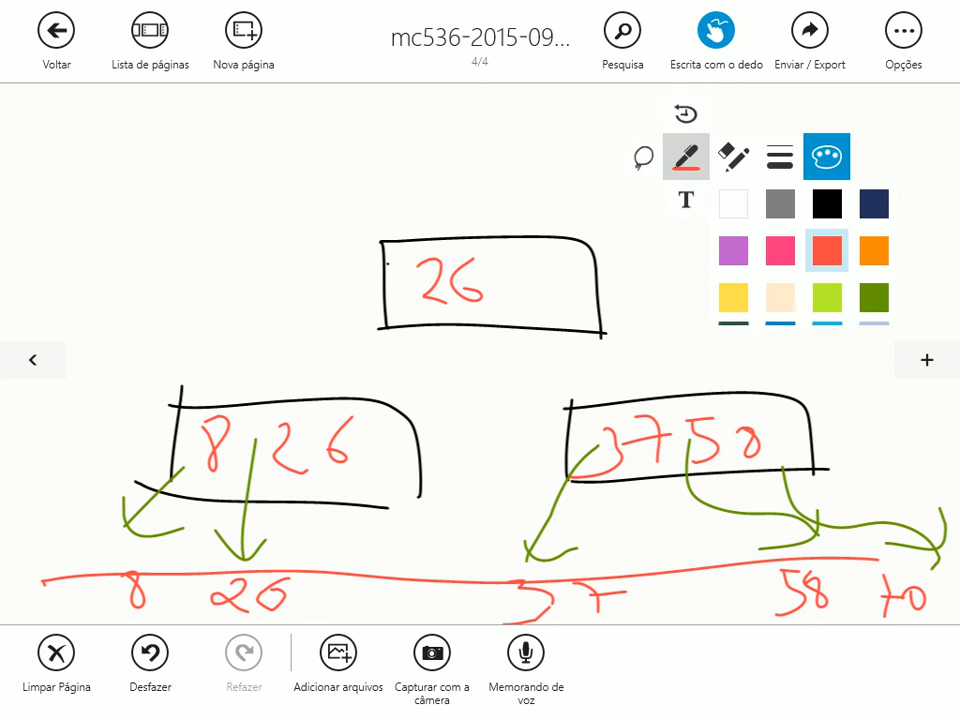 mc536-2015-09...
4/4
Voltar
Lista de páginas
Nova página
Pesquisa
Escrita com o dedo
Enviar / Export
Opções
T
26
8 26
37 58
8 26 37 58 70
Limpar Página
Desfazer
Refazer
Adicionar arquivos
Capturar com a
câmera
Memorando de
voz